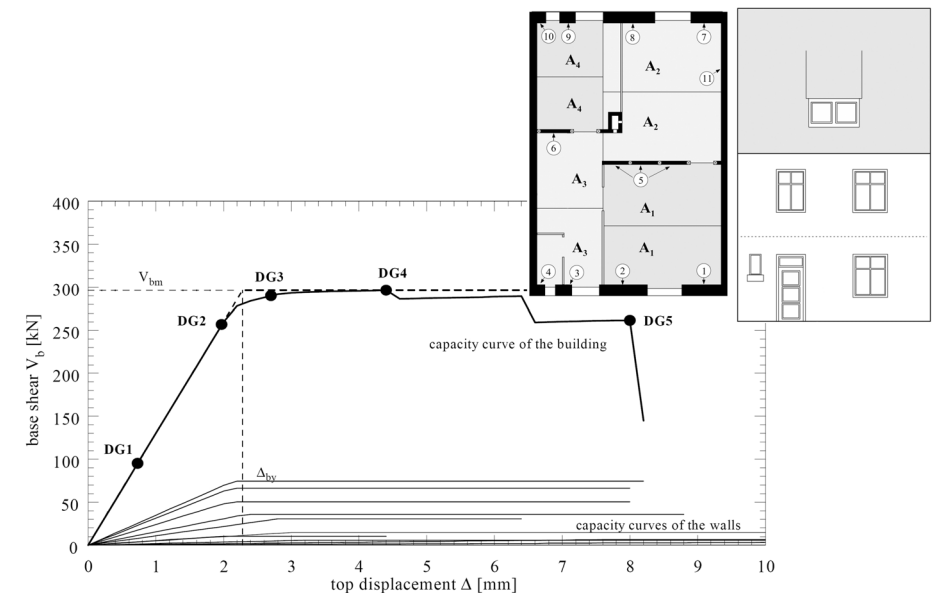 10
9
8
7
A4
A2
11
A4
A2
6
5
A3
A1
A3
A1
4
3
2
1
400
350
Vbm
DG3
DG4
300
DG2
DG5
250
capacity curve of the building
200
150
DG1
100
Δby
50
capacity curves of the walls
0
0 1 2 3 4 5 6 7 8 9 10
base shear Vb [kN]
top displacement Δ [mm]